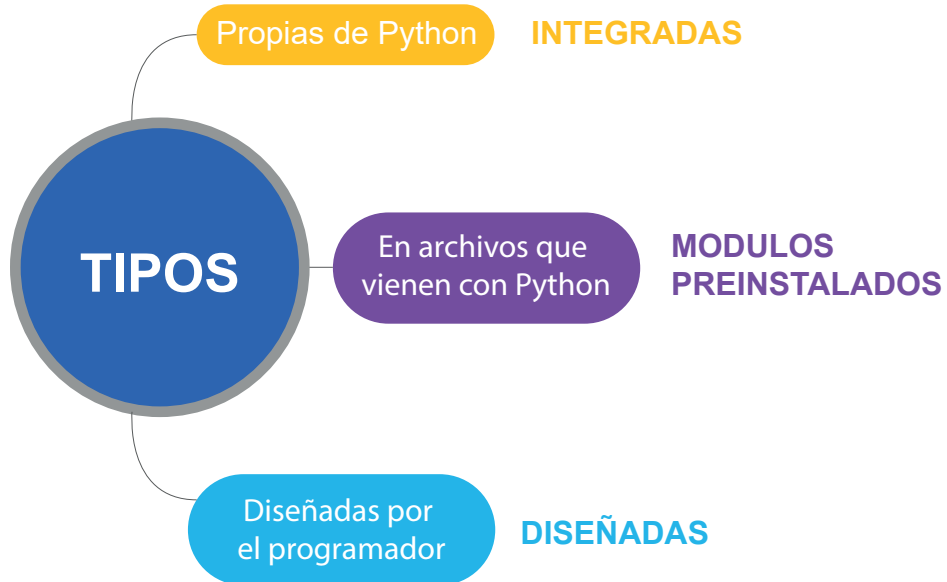 Propias de Python
INTEGRADAS
TIPOS
En archivos que
vienen con Python
MODULOS
PREINSTALADOS
Diseñadas por
el programador
DISEÑADAS